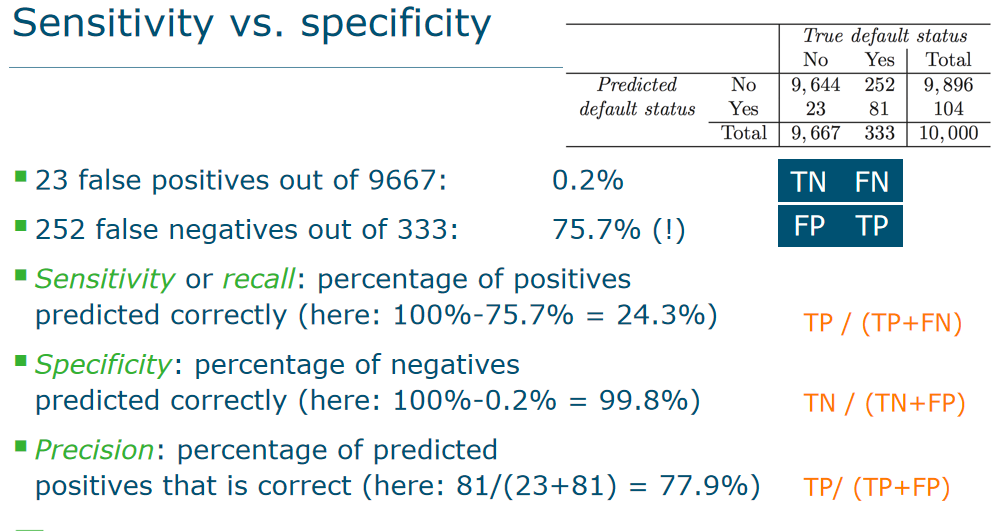 Sensitivity vs. specificity
True default status
No Yes Total
Predicted No 9,644 252 9,896
default status Yes 23 81 104
Total 9,667 333 10,000
23 false positives out of 9667: 0.2%
TN FN
252 false negatives out of 333: 75.7% (!)
FP TP
Sensitivity or recall: percentage of positives
predicted correctly (here: 100%-75.7% = 24.3%)
TP / (TP+FN)
Specificity: percentage of negatives
predicted correctly (here: 100%-0.2% = 99.8%)
TN / (TN+FP)
Precision: percentage of predicted
positives that is correct (here: 81/(23+81) = 77.9%)
TP/ (TP+FP)